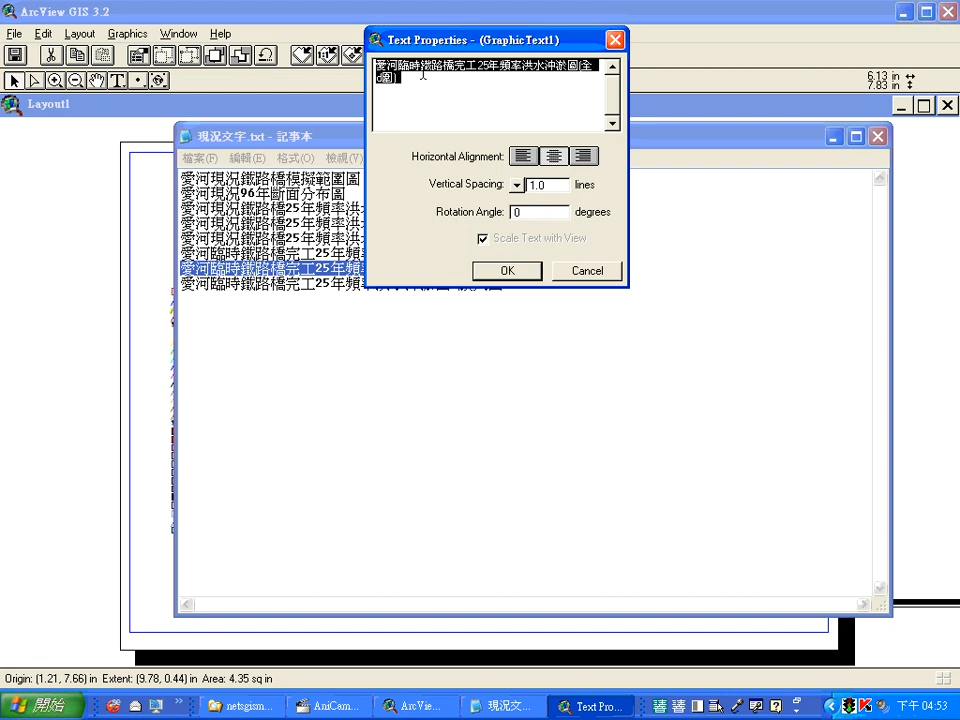 ArcView GIS 3.2
File Edit Layout Graphics Window Help
6.13 in
7.83 in
Layout1
Text Properties - (GraphicText1)
愛河臨時鐵路橋完工25年頻率洪水沖淤圖(全
Horizontal Alignment:
Vertical Spacing: 1.0 lines
Rotation Angle: 0 degrees
Scale Text with View
OK Cancel
現況文字.txt - 記事本
檔案(F) 編輯(E) 格式(O) 檢視(V)
愛河現況鐵路橋模擬範圍圖
愛河現況96年斷面分布圖
愛河現況鐵路橋25年頻率洪
愛河現況鐵路橋25年頻率洪
愛河現況鐵路橋25年頻率洪
愛河臨時鐵路橋完工25年頻
愛河臨時鐵路橋完工25年頻
愛河臨時鐵路橋完工25年頻率
Origin: (1.21, 7.66) in Extent: (9.78, 0.44) in Area: 4.35 sq in
開始 netsgism... AniCam... ArcVie... 現況文... Text Pro... 下午 04:53